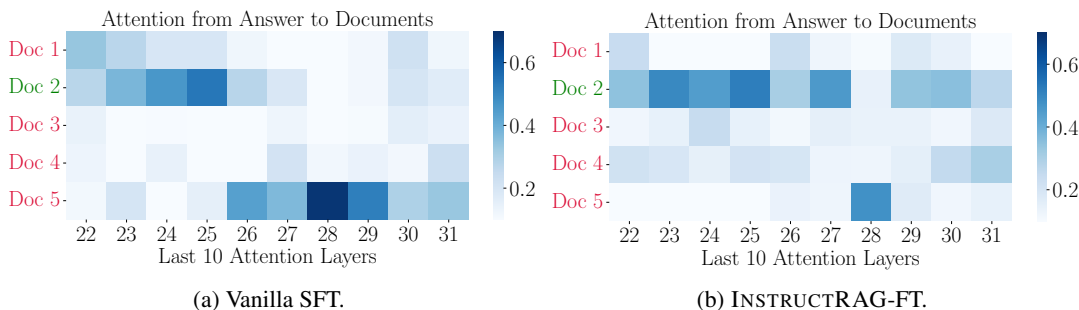 Attention from Answer to Documents
Doc 1
Doc 2
Doc 3
Doc 4
Doc 5
22 23 24 25 26 27 28 29 30 31
Last 10 Attention Layers
0.6
0.4
0.2
(a) Vanilla SFT.
Attention from Answer to Documents
Doc 1
Doc 2
Doc 3
Doc 4
Doc 5
22 23 24 25 26 27 28 29 30 31
Last 10 Attention Layers
0.6
0.4
0.2
(b) INSTRUCTRAG-FT.